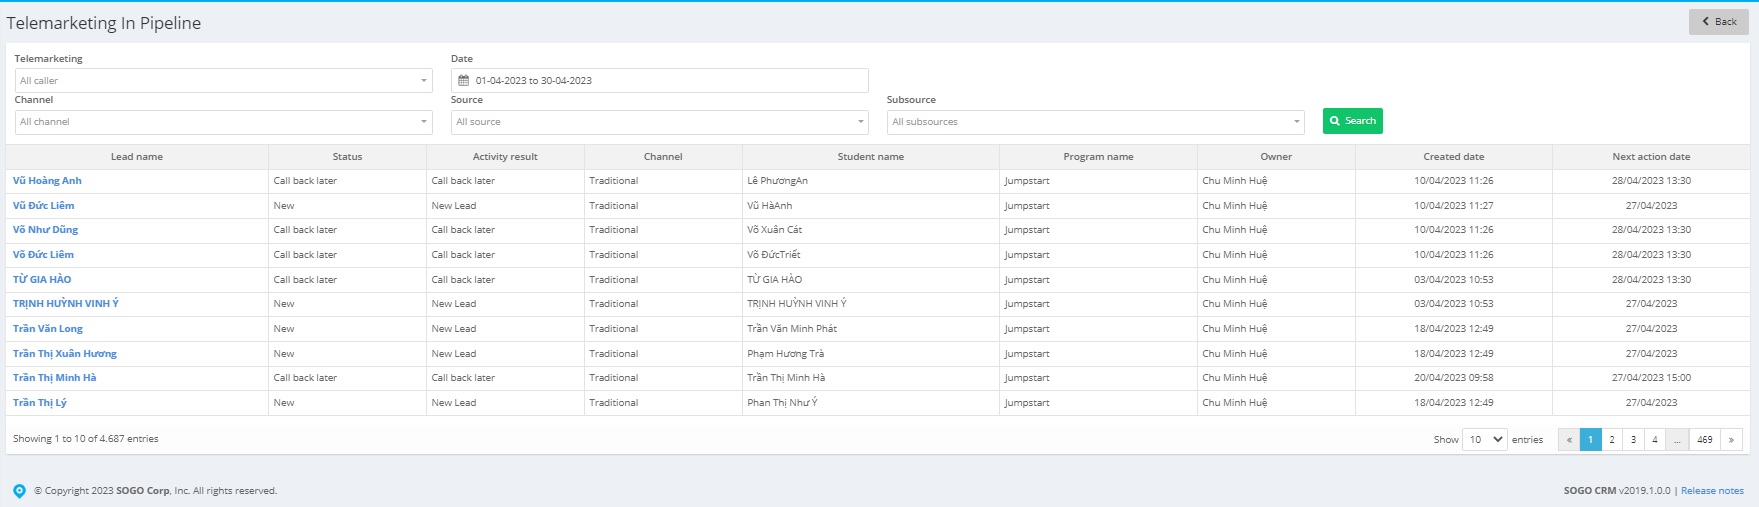 Telemarketing In Pipeline
Back
Telemarketing Date
All caller 01-04-2023 to 30-04-2023
Channel Source Subsource
All channel All source All subsources Search
Lead name Status Activity result Channel Student name Program name Owner Created date Next action date
Vũ Hoàng Anh Call back later Call back later Traditional Lê PhươngAn Jumpstart Chu Minh Huệ 10/04/2023 11:26 28/04/2023 13:30
Vũ Đức Liêm New New Lead Traditional Vũ HàAnh Jumpstart Chu Minh Huệ 10/04/2023 11:27 27/04/2023
Võ Như Dũng Call back later Call back later Traditional Võ Xuân Cát Jumpstart Chu Minh Huệ 10/04/2023 11:26 28/04/2023 13:30
Võ Đức Liêm Call back later Call back later Traditional Võ ĐứcTriết Jumpstart Chu Minh Huệ 10/04/2023 11:26 28/04/2023 13:30
TỪ GIA HÀO Call back later Call back later Traditional TỪ GIA HÀO Jumpstart Chu Minh Huệ 03/04/2023 10:53 28/04/2023 13:30
TRỊNH HUỲNH VINH Ý New New Lead Traditional TRỊNH HUỲNH VINH Ý Jumpstart Chu Minh Huệ 03/04/2023 10:53 27/04/2023
Trần Văn Long New New Lead Traditional Trần Văn Minh Phát Jumpstart Chu Minh Huệ 18/04/2023 12:49 27/04/2023
Trần Thị Xuân Hương New New Lead Traditional Phạm Hương Trà Jumpstart Chu Minh Huệ 18/04/2023 12:49 27/04/2023
Trần Thị Minh Hà Call back later Call back later Traditional Trần Thị Minh Hà Jumpstart Chu Minh Huệ 20/04/2023 09:58 27/04/2023 15:00
Trần Thị Lý New New Lead Traditional Phan Thị Như Ý Jumpstart Chu Minh Huệ 18/04/2023 12:49 27/04/2023
Showing 1 to 10 of 4.687 entries Show 10 entries « 1 2 3 4 ... 469 »
© Copyright 2023 SOGO Corp, Inc. All rights reserved. SOGO CRM v2019.1.0.0 | Release notes